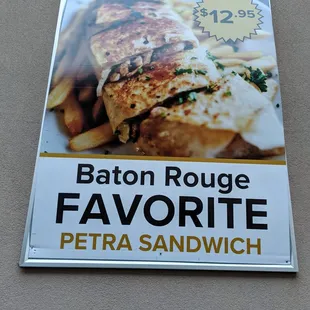 $12.95
Baton Rouge
FAVORITE
PETRA SANDWICH